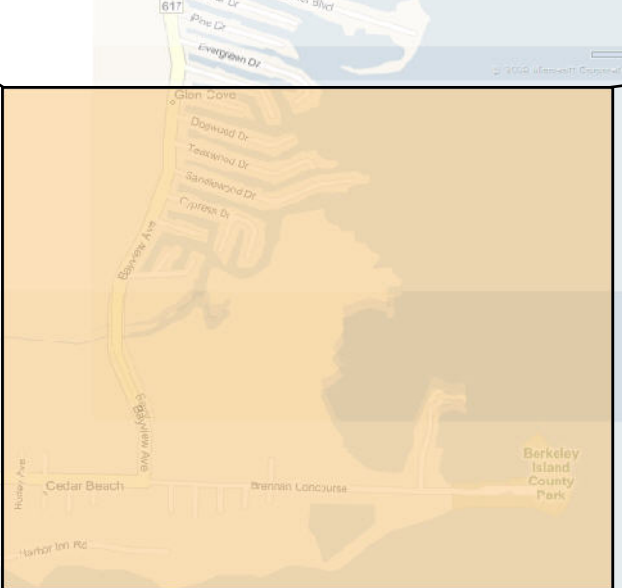 617
Blvd
Pine Dr
Evergreen Dr
Glen Cove
Dogwood Dr
Teakwood Dr
Sandlewood Dr
Cypress Dr
Bayview Ave
Bayview Ave
Berkeley
Island
County
Park
Cedar Beach
Brennan Concourse
Harbor Inn Rd